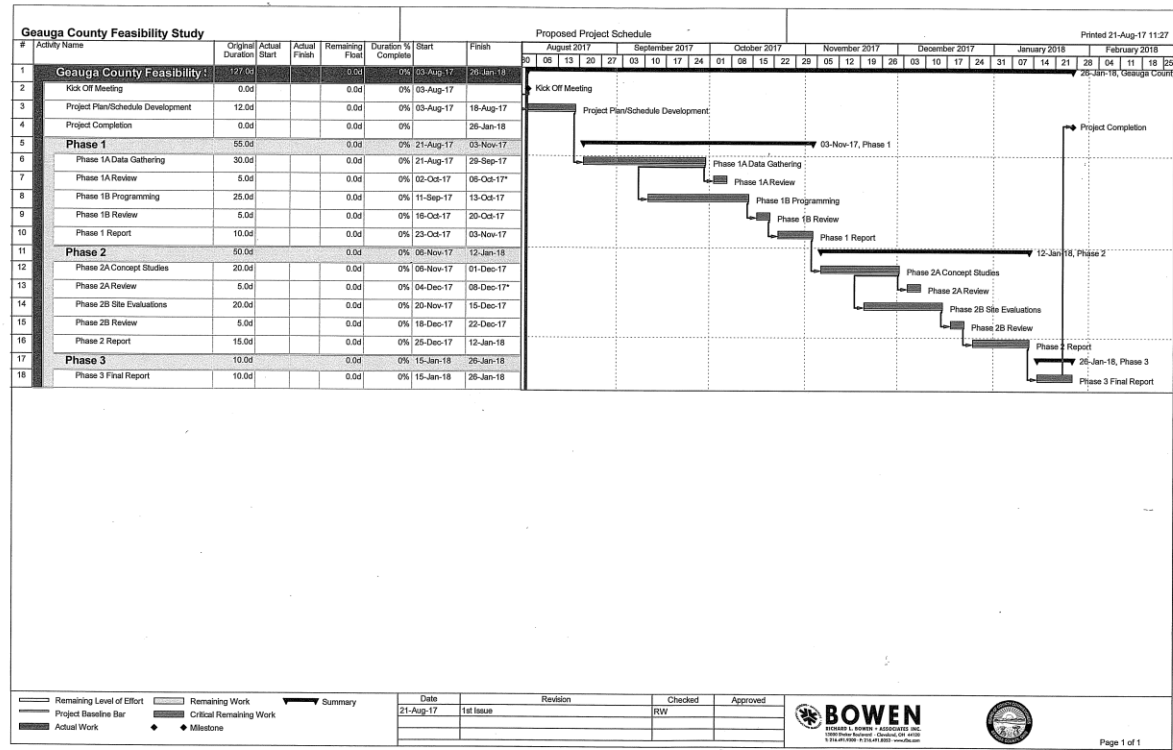 Geauga County Feasibility Study
Proposed Project Schedule
Printed 21-Aug-17 11:27
# Activity Name Original Duration Actual Start Actual Finish Remaining Float Duration % Complete Start Finish
August 2017 September 2017 October 2017 November 2017 December 2017 January 2018 February 2018
30 06 13 20 27 03 10 17 24 01 08 15 22 29 05 12 19 26 03 10 17 24 31 07 14 21 28 04 11 18 25
1 Geauga County Feasibility : 127.0d 0.0d 0% 03-Aug-17 26-Jan-18 26-Jan-18, Geauga Count
2 Kick Off Meeting 0.0d 0.0d 0% 03-Aug-17 Kick Off Meeting
3 Project Plan/Schedule Development 12.0d 0.0d 0% 03-Aug-17 18-Aug-17 Project Plan/Schedule Development
4 Project Completion 0.0d 0.0d 0% 26-Jan-18 Project Completion
5 Phase 1 55.0d 0.0d 0% 21-Aug-17 03-Nov-17 03-Nov-17, Phase 1
6 Phase 1A Data Gathering 30.0d 0.0d 0% 21-Aug-17 29-Sep-17 Phase 1A Data Gathering
7 Phase 1A Review 5.0d 0.0d 0% 02-Oct-17 06-Oct-17* Phase 1A Review
8 Phase 1B Programming 25.0d 0.0d 0% 11-Sep-17 13-Oct-17 Phase 1B Programming
9 Phase 1B Review 5.0d 0.0d 0% 16-Oct-17 20-Oct-17 Phase 1B Review
10 Phase 1 Report 10.0d 0.0d 0% 23-Oct-17 03-Nov-17 Phase 1 Report
11 Phase 2 50.0d 0.0d 0% 06-Nov-17 12-Jan-18 12-Jan-18, Phase 2
12 Phase 2A Concept Studies 20.0d 0.0d 0% 06-Nov-17 01-Dec-17 Phase 2A Concept Studies
13 Phase 2A Review 5.0d 0.0d 0% 04-Dec-17 08-Dec-17* Phase 2A Review
14 Phase 2B Site Evaluations 20.0d 0.0d 0% 20-Nov-17 15-Dec-17 Phase 2B Site Evaluations
15 Phase 2B Review 5.0d 0.0d 0% 18-Dec-17 22-Dec-17 Phase 2B Review
16 Phase 2 Report 15.0d 0.0d 0% 25-Dec-17 12-Jan-18 Phase 2 Report
17 Phase 3 10.0d 0.0d 0% 15-Jan-18 26-Jan-18 26-Jan-18, Phase 3
18 Phase 3 Final Report 10.0d 0.0d 0% 15-Jan-18 26-Jan-18 Phase 3 Final Report
Remaining Level of Effort Remaining Work Summary
Project Baseline Bar Critical Remaining Work
Actual Work Milestone
Date Revision Checked Approved
21-Aug-17 1st Issue RW
BOWEN
RICHARD L. BOWEN + ASSOCIATES INC.
Page 1 of 1